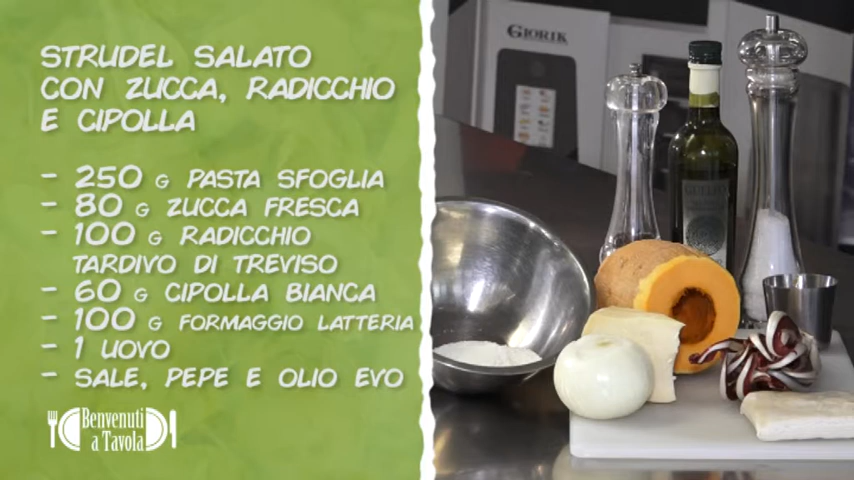 STRUDEL SALATO
CON ZUCCA, RADICCHIO
E CIPOLLA
- 250 G PASTA SFOGLIA
- 80 G ZUCCA FRESCA
- 100 G RADICCHIO
TARDIVO DI TREVISO
- 60 G CIPOLLA BIANCA
- 100 G FORMAGGIO LATTERIA
- 1 UOVO
- SALE, PEPE E OLIO EVO
Benvenuti
a Tavola
GIORIK